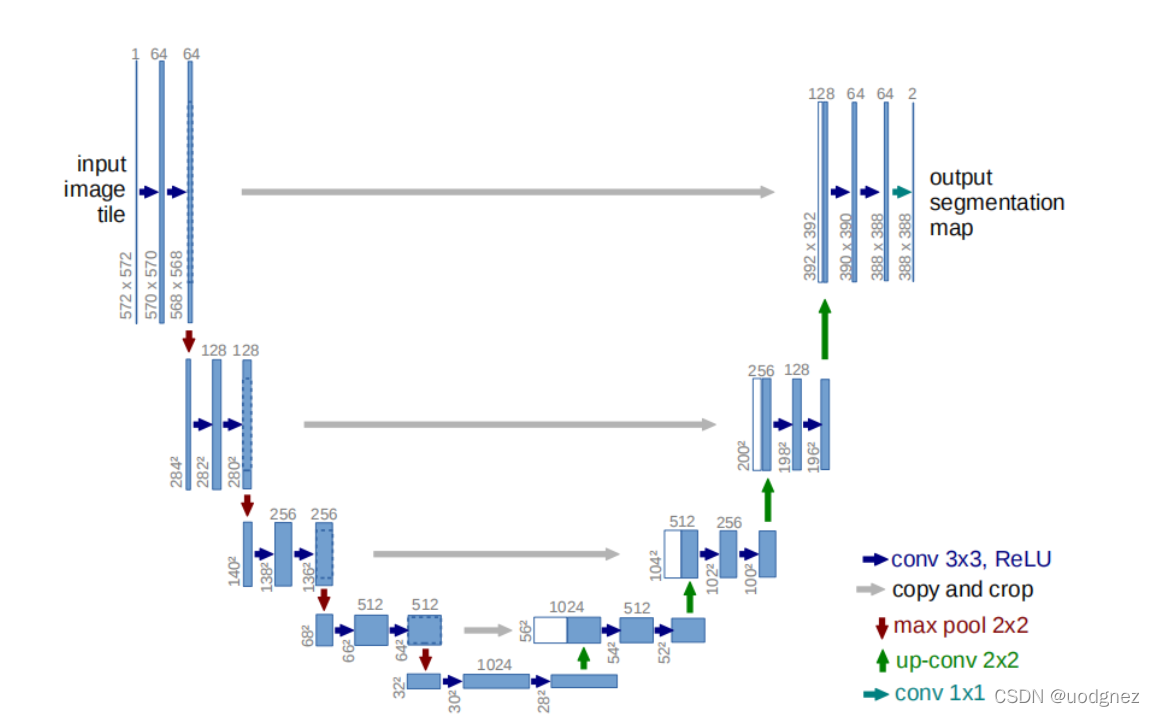 1 64 64
128 64 64 2
input
image
tile
output
segmentation
map
572 x 572
570 x 570
568 x 568
392 x 392
390 x 390
388 x 388
388 x 388
128 128
256 128
284²
282²
280²
200²
198²
196²
256 256
512 256
140²
138²
136²
104²
102²
100²
conv 3x3, ReLU
copy and crop
max pool 2x2
up-conv 2x2
conv 1x1
512 512
1024 512
68²
66²
64²
56²
54²
52²
1024
32²
30²
28²
CSDN @uodgnez